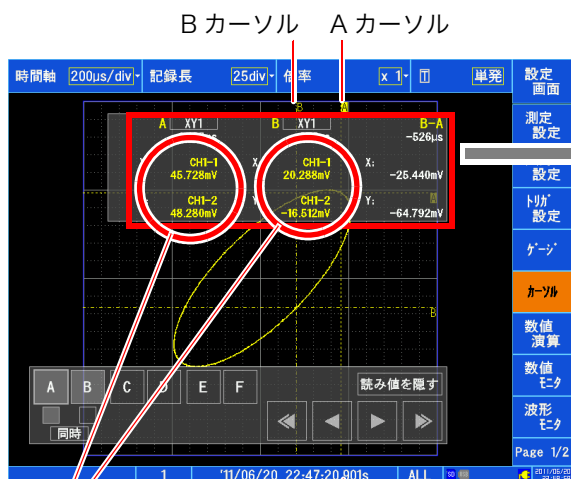 B カーソル A カーソル
時間軸 200µs/div 記録長 25div 倍率 x 1 T 単発
設定
画面
B A
A XY1 B XY1 B-A
-526µs
CH1-1 X CH1-1 X:
45.728mV 20.288mV -25.440mV
CH1-2 Y CH1-2 Y:
48.280mV -16.512mV -64.792mV
A
B
測定
設定
設定
トリガ
設定
ゲージ
カーソル
数値
演算
数値
モニタ
波形
モニタ
Page 1/2
A B C D E F 読み値を隠す
同時
1 '11/06/20 22:47:20.901s ALL
2011/06/20